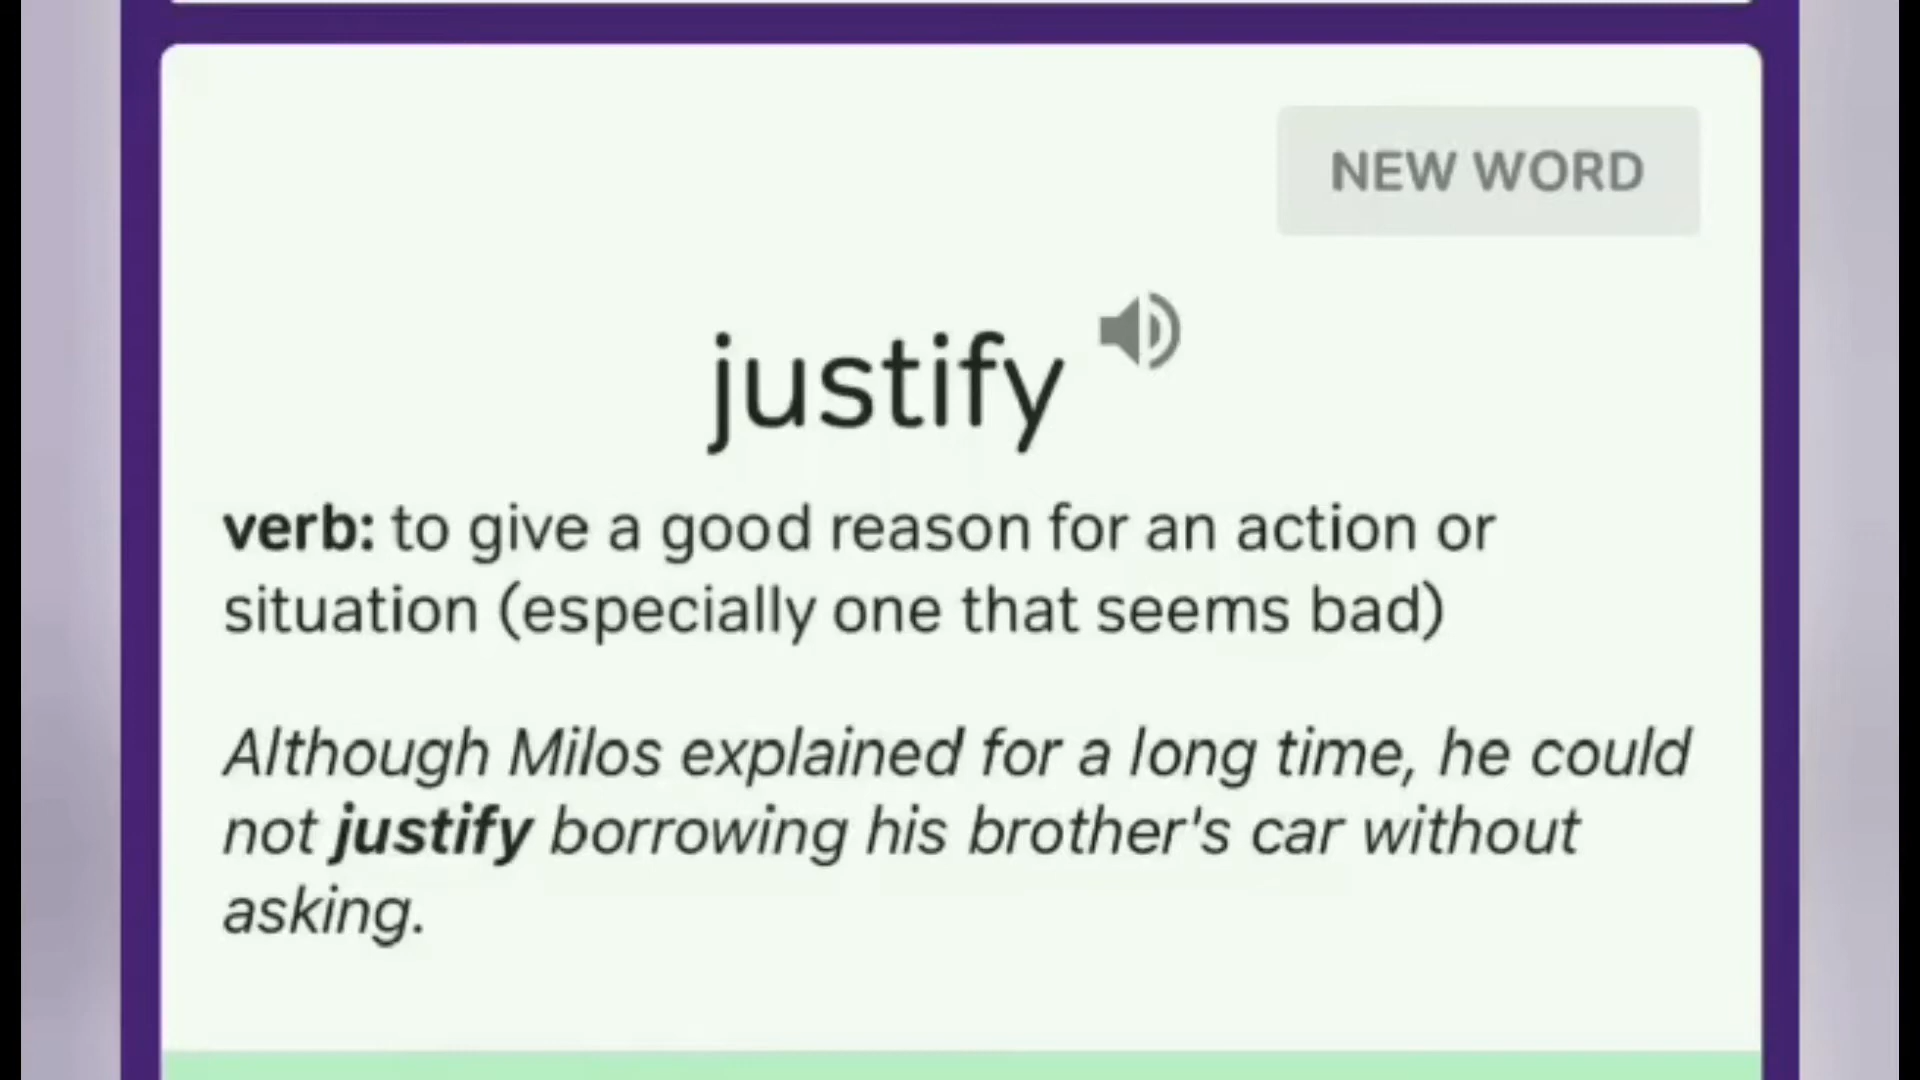 NEW WORD
justify
verb: to give a good reason for an action or
situation (especially one that seems bad)
Although Milos explained for a long time, he could
not justify borrowing his brother's car without
asking.